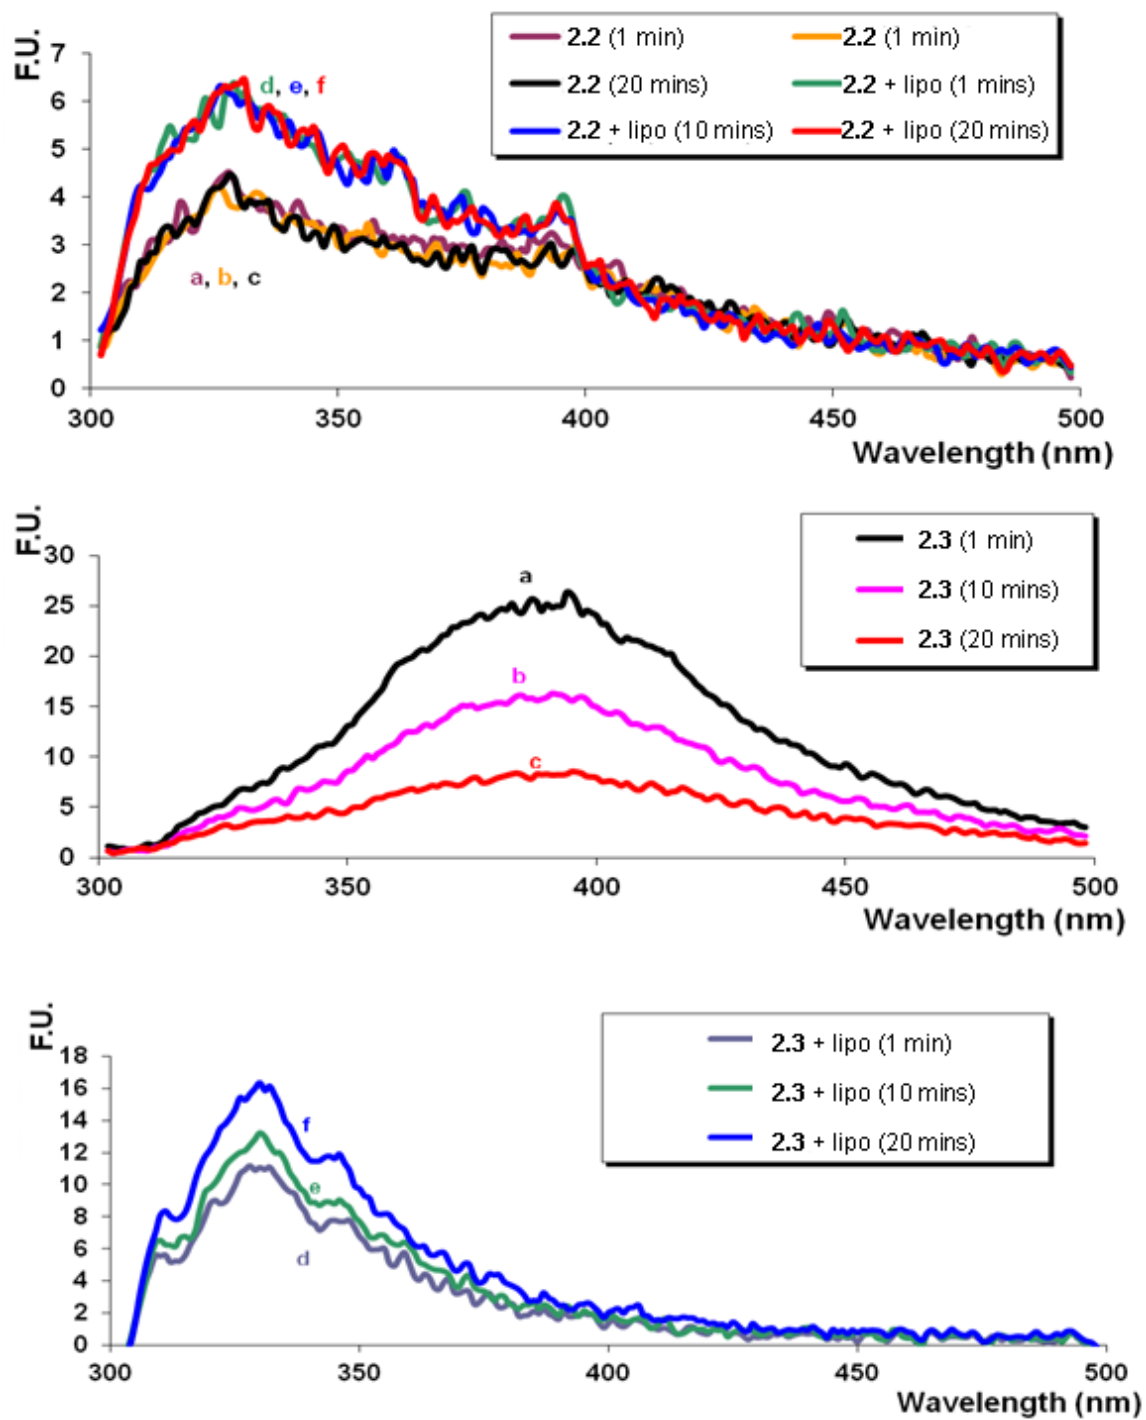 F.U.
2.2 (1 min) 2.2 (1 min)
2.2 (20 mins) 2.2 + lipo (1 mins)
2.2 + lipo (10 mins) 2.2 + lipo (20 mins)
7
6
5
4
3
2
1
0
d, e, f
a, b, c
300 350 400 450 500
Wavelength (nm)
F.U.
30
25
20
15
10
5
0
2.3 (1 min)
2.3 (10 mins)
2.3 (20 mins)
a
b
c
300 350 400 450 500
Wavelength (nm)
F.U.
18
16
14
12
10
8
6
4
2
0
2.3 + lipo (1 min)
2.3 + lipo (10 mins)
2.3 + lipo (20 mins)
f
e
d
300 350 400 450 500
Wavelength (nm)